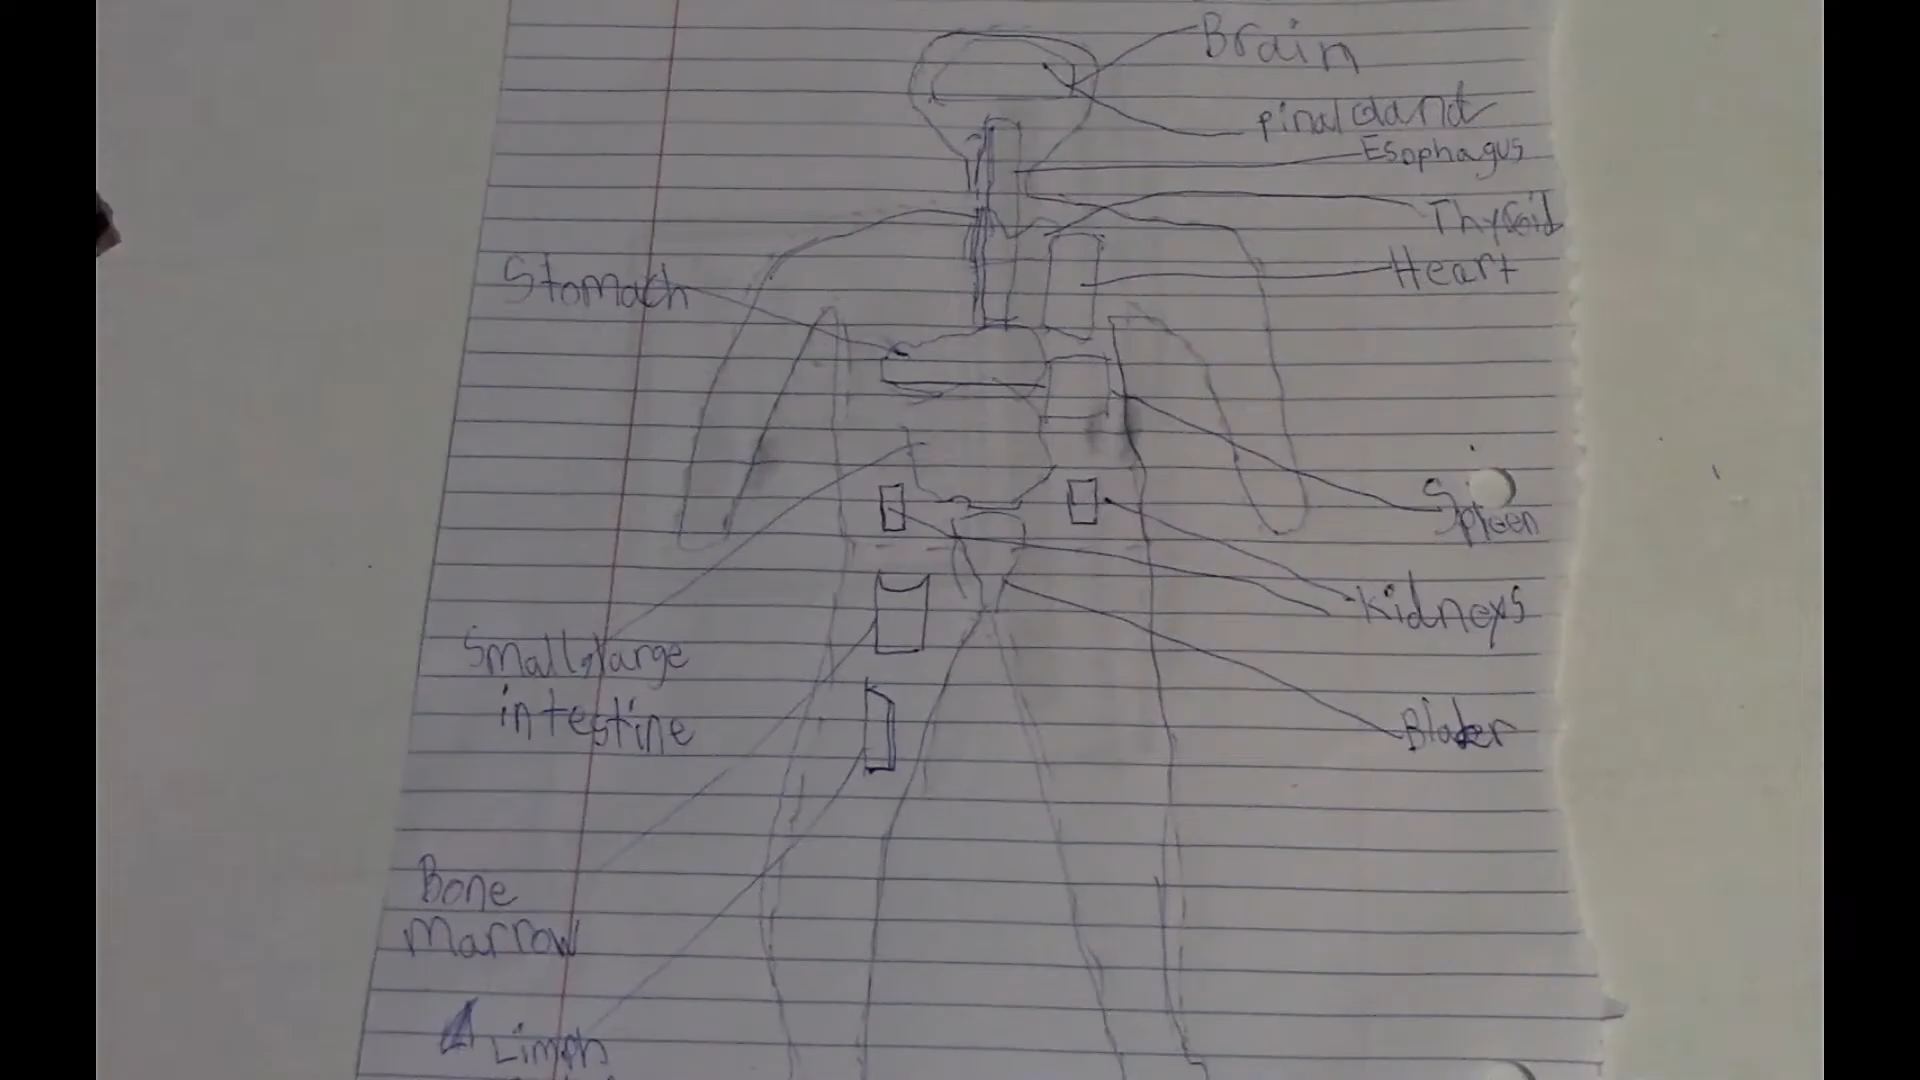 Brain
pinal Gland
Esophagus
Thyroid
Heart
Stomach
Spleen
Kidneys
Small & large
intestine
Blader
Bone
Marrow
Limph